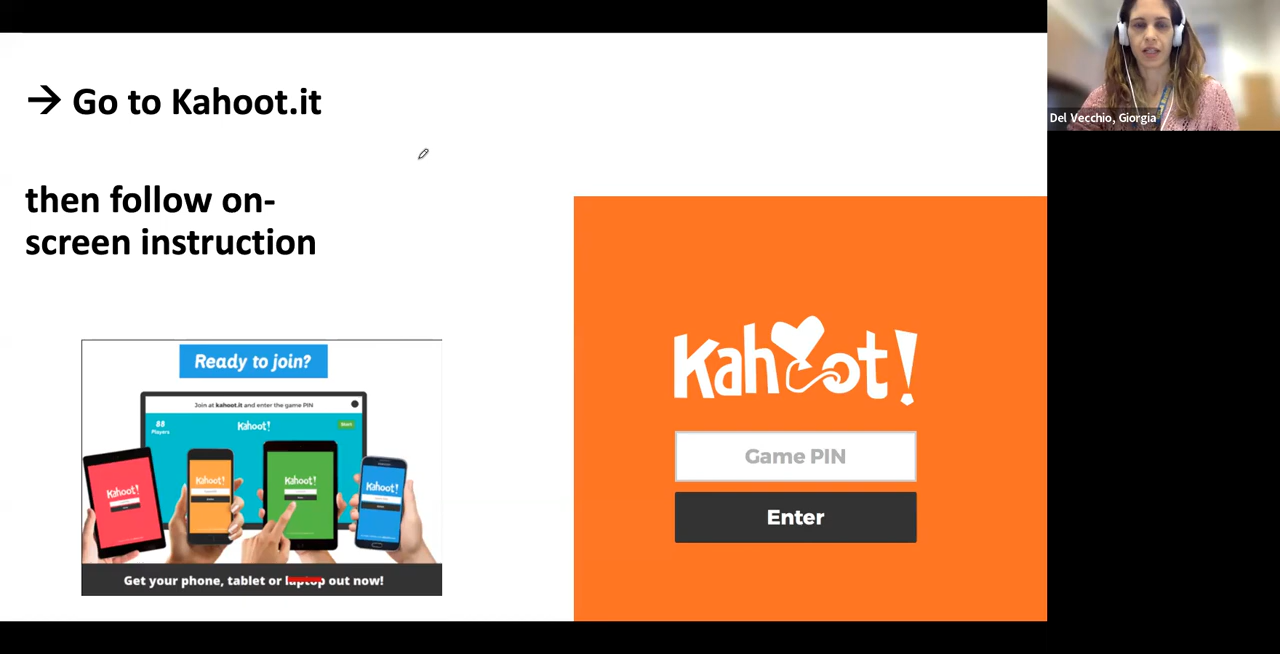 → Go to Kahoot.it
then follow on-
screen instruction
Ready to join?
Join at kahoot.it and enter the game PIN
88
Players
Kahoot!
Start
Kahoot!
Kahoot!
Kahoot!
Kahoot!
Get your phone, tablet or laptop out now!
Kahoot!
Game PIN
Enter
Del Vecchio, Giorgia